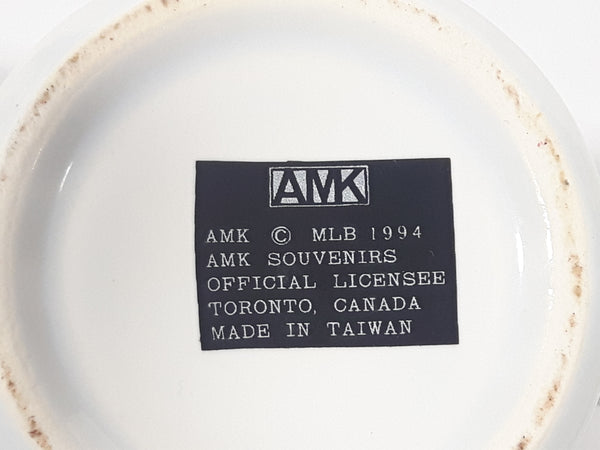 AMK
AMK © MLB 1994
AMK SOUVENIRS
OFFICIAL LICENSEE
TORONTO, CANADA
MADE IN TAIWAN